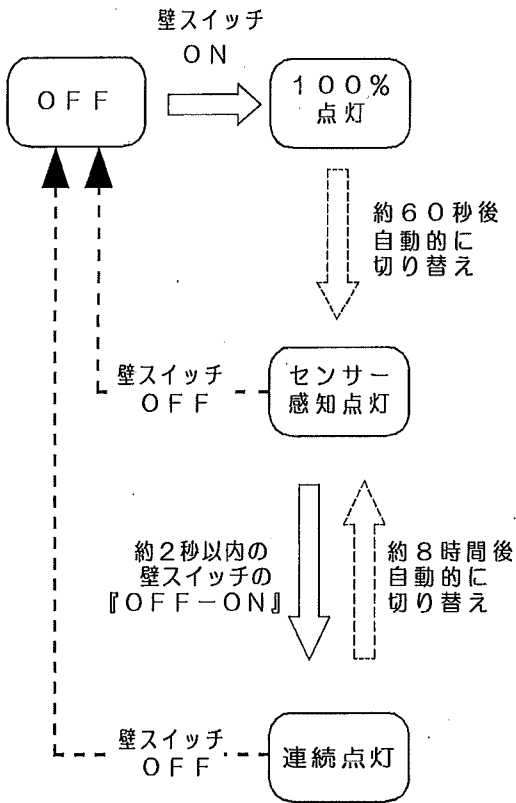 壁スイッチ
ON
OFF
100%
点灯
約60秒後
自動的に
切り替え
壁スイッチ
OFF
センサー
感知点灯
約2秒以内の
壁スイッチの
『OFF-ON』
約8時間後
自動的に
切り替え
壁スイッチ
OFF
連続点灯